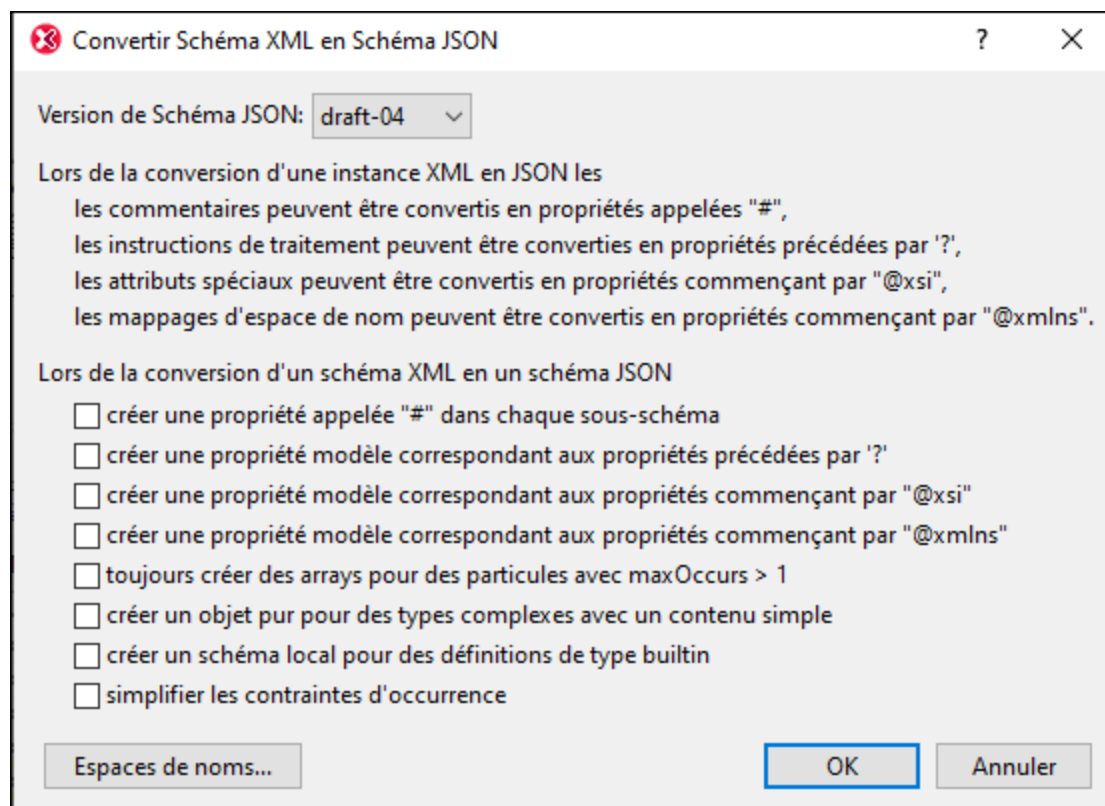 Convertir Schéma XML en Schéma JSON
?
Version de Schéma JSON: draft-04
Lors de la conversion d'une instance XML en JSON les
les commentaires peuvent être convertis en propriétés appelées "#",
les instructions de traitement peuvent être converties en propriétés précédées par '?',
les attributs spéciaux peuvent être convertis en propriétés commençant par "@xsi",
les mappages d'espace de nom peuvent être convertis en propriétés commençant par "@xmlns".
Lors de la conversion d'un schéma XML en un schéma JSON
créer une propriété appelée "#" dans chaque sous-schéma
créer une propriété modèle correspondant aux propriétés précédées par '?'
créer une propriété modèle correspondant aux propriétés commençant par "@xsi"
créer une propriété modèle correspondant aux propriétés commençant par "@xmlns"
toujours créer des arrays pour des particules avec maxOccurs > 1
créer un objet pur pour des types complexes avec un contenu simple
créer un schéma local pour des définitions de type builtin
simplifier les contraintes d'occurrence
Espaces de noms... OK Annuler